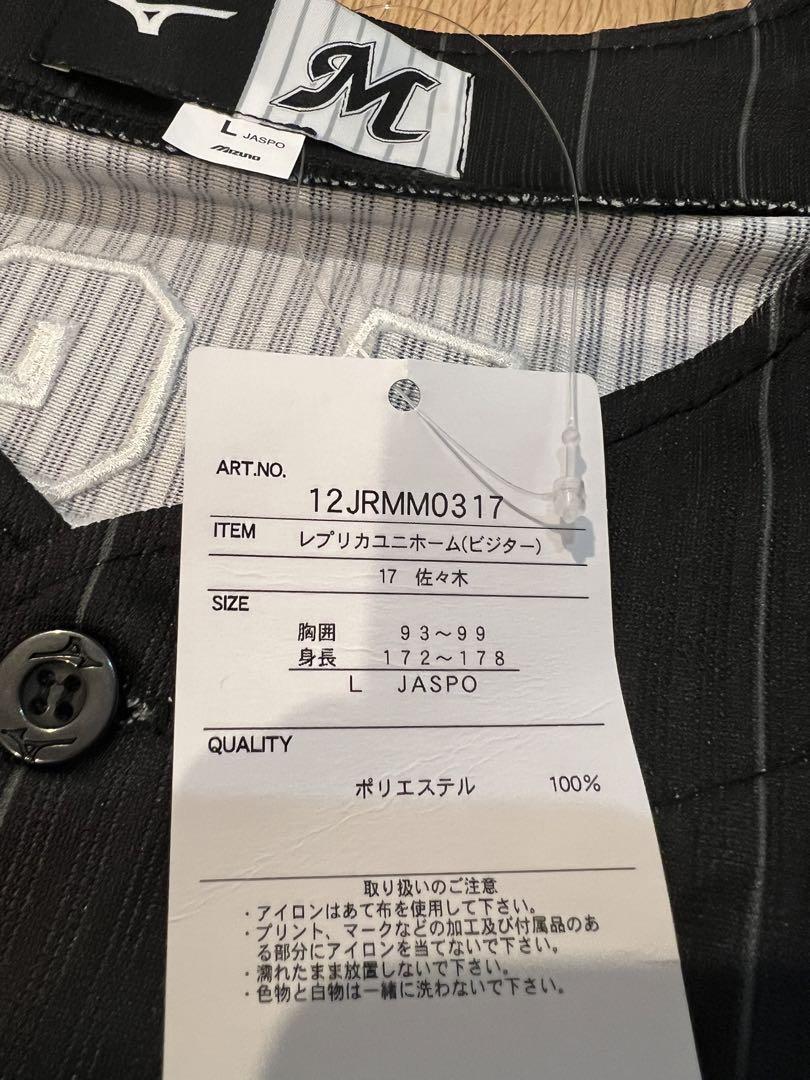 M
L JASPO
Mizuno
ART.NO.
12JRMM0317
ITEM レプリカユニホーム(ビジター)
17 佐々木
SIZE
胸囲 93～99
身長 172～178
L JASPO
QUALITY
ポリエステル 100%
取り扱いのご注意
・アイロンはあて布を使用して下さい。
・プリント、マークなどの加工及び付属品のあ
る部分にアイロンを当てないで下さい。
・濡れたまま放置しないで下さい。
・色物と白物は一緒に洗わないで下さい。